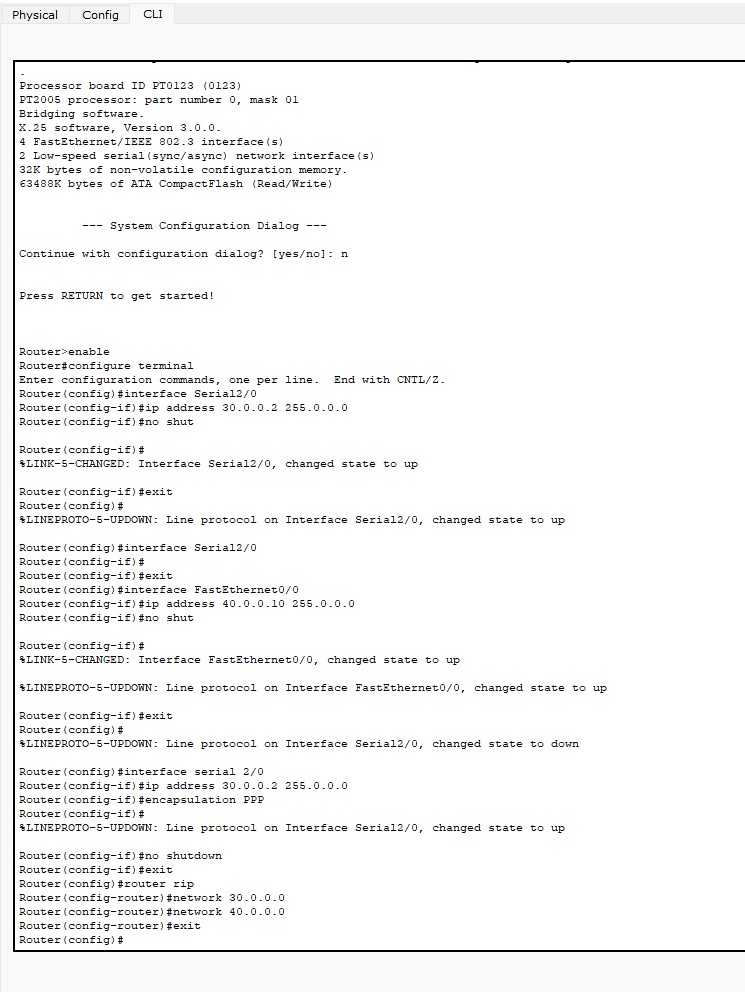 Physical Config CLI
.
Processor board ID PT0123 (0123)
PT2005 processor: part number 0, mask 01
Bridging software.
X.25 software, Version 3.0.0.
4 FastEthernet/IEEE 802.3 interface(s)
2 Low-speed serial(sync/async) network interface(s)
32K bytes of non-volatile configuration memory.
63488K bytes of ATA CompactFlash (Read/Write)
--- System Configuration Dialog ---
Continue with configuration dialog? [yes/no]: n
Press RETURN to get started!
Router>enable
Router#configure terminal
Enter configuration commands, one per line.  End with CNTL/Z.
Router(config)#interface Serial2/0
Router(config-if)#ip address 30.0.0.2 255.0.0.0
Router(config-if)#no shut
Router(config-if)#
%LINK-5-CHANGED: Interface Serial2/0, changed state to up
Router(config-if)#exit
Router(config)#
%LINEPROTO-5-UPDOWN: Line protocol on Interface Serial2/0, changed state to up
Router(config)#interface Serial2/0
Router(config-if)#
Router(config-if)#exit
Router(config)#interface FastEthernet0/0
Router(config-if)#ip address 40.0.0.10 255.0.0.0
Router(config-if)#no shut
Router(config-if)#
%LINK-5-CHANGED: Interface FastEthernet0/0, changed state to up
%LINEPROTO-5-UPDOWN: Line protocol on Interface FastEthernet0/0, changed state to up
Router(config-if)#exit
Router(config)#
%LINEPROTO-5-UPDOWN: Line protocol on Interface Serial2/0, changed state to down
Router(config)#interface serial 2/0
Router(config-if)#ip address 30.0.0.2 255.0.0.0
Router(config-if)#encapsulation PPP
Router(config-if)#
%LINEPROTO-5-UPDOWN: Line protocol on Interface Serial2/0, changed state to up
Router(config-if)#no shutdown
Router(config-if)#exit
Router(config)#router rip
Router(config-router)#network 30.0.0.0
Router(config-router)#network 40.0.0.0
Router(config-router)#exit
Router(config)#